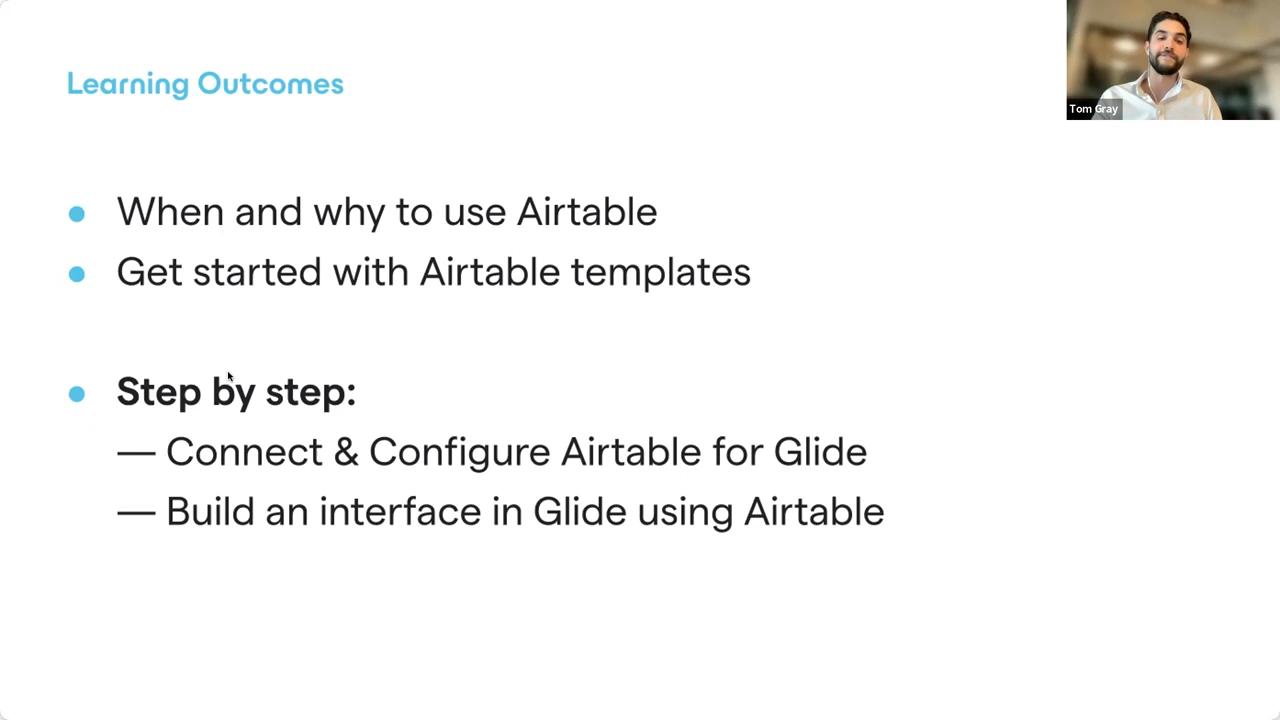 Learning Outcomes
Tom Gray
● When and why to use Airtable
● Get started with Airtable templates
● Step by step:
— Connect & Configure Airtable for Glide
— Build an interface in Glide using Airtable